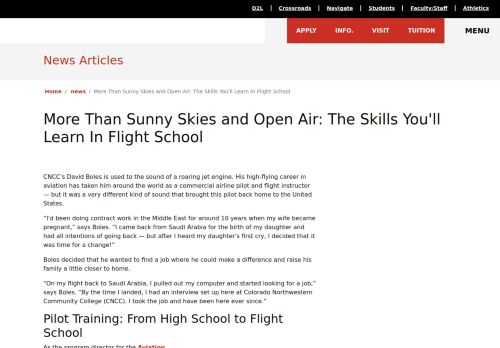 D2L | Crossroads | Navigate | Students | Faculty/Staff | Athletics
APPLY INFO. VISIT TUITION MENU
News Articles
Home / news / More Than Sunny Skies and Open Air: The Skills You'll Learn In Flight School
More Than Sunny Skies and Open Air: The Skills You'll
Learn In Flight School
CNCC's David Boles is used to the sound of a roaring jet engine. His high-flying career in
aviation has taken him around the world as a commercial airline pilot and flight instructor
— but it was a very different kind of sound that brought this pilot back home to the United
States.
"I'd been doing contract work in the Middle East for around 10 years when my wife became
pregnant," says Boles. "I came back from Saudi Arabia for the birth of my daughter and
had all intentions of going back — but after I heard my daughter's first cry, I decided that it
was time for a change!"
Boles decided that he wanted to find a job where he could make a difference and raise his
family a little closer to home.
"On my flight back to Saudi Arabia, I pulled out my computer and started looking for a job,"
says Boles. "By the time I landed, I had an interview set up here at Colorado Northwestern
Community College (CNCC). I took the job and have been here ever since."
Pilot Training: From High School to Flight
School
As the program director for the Aviation